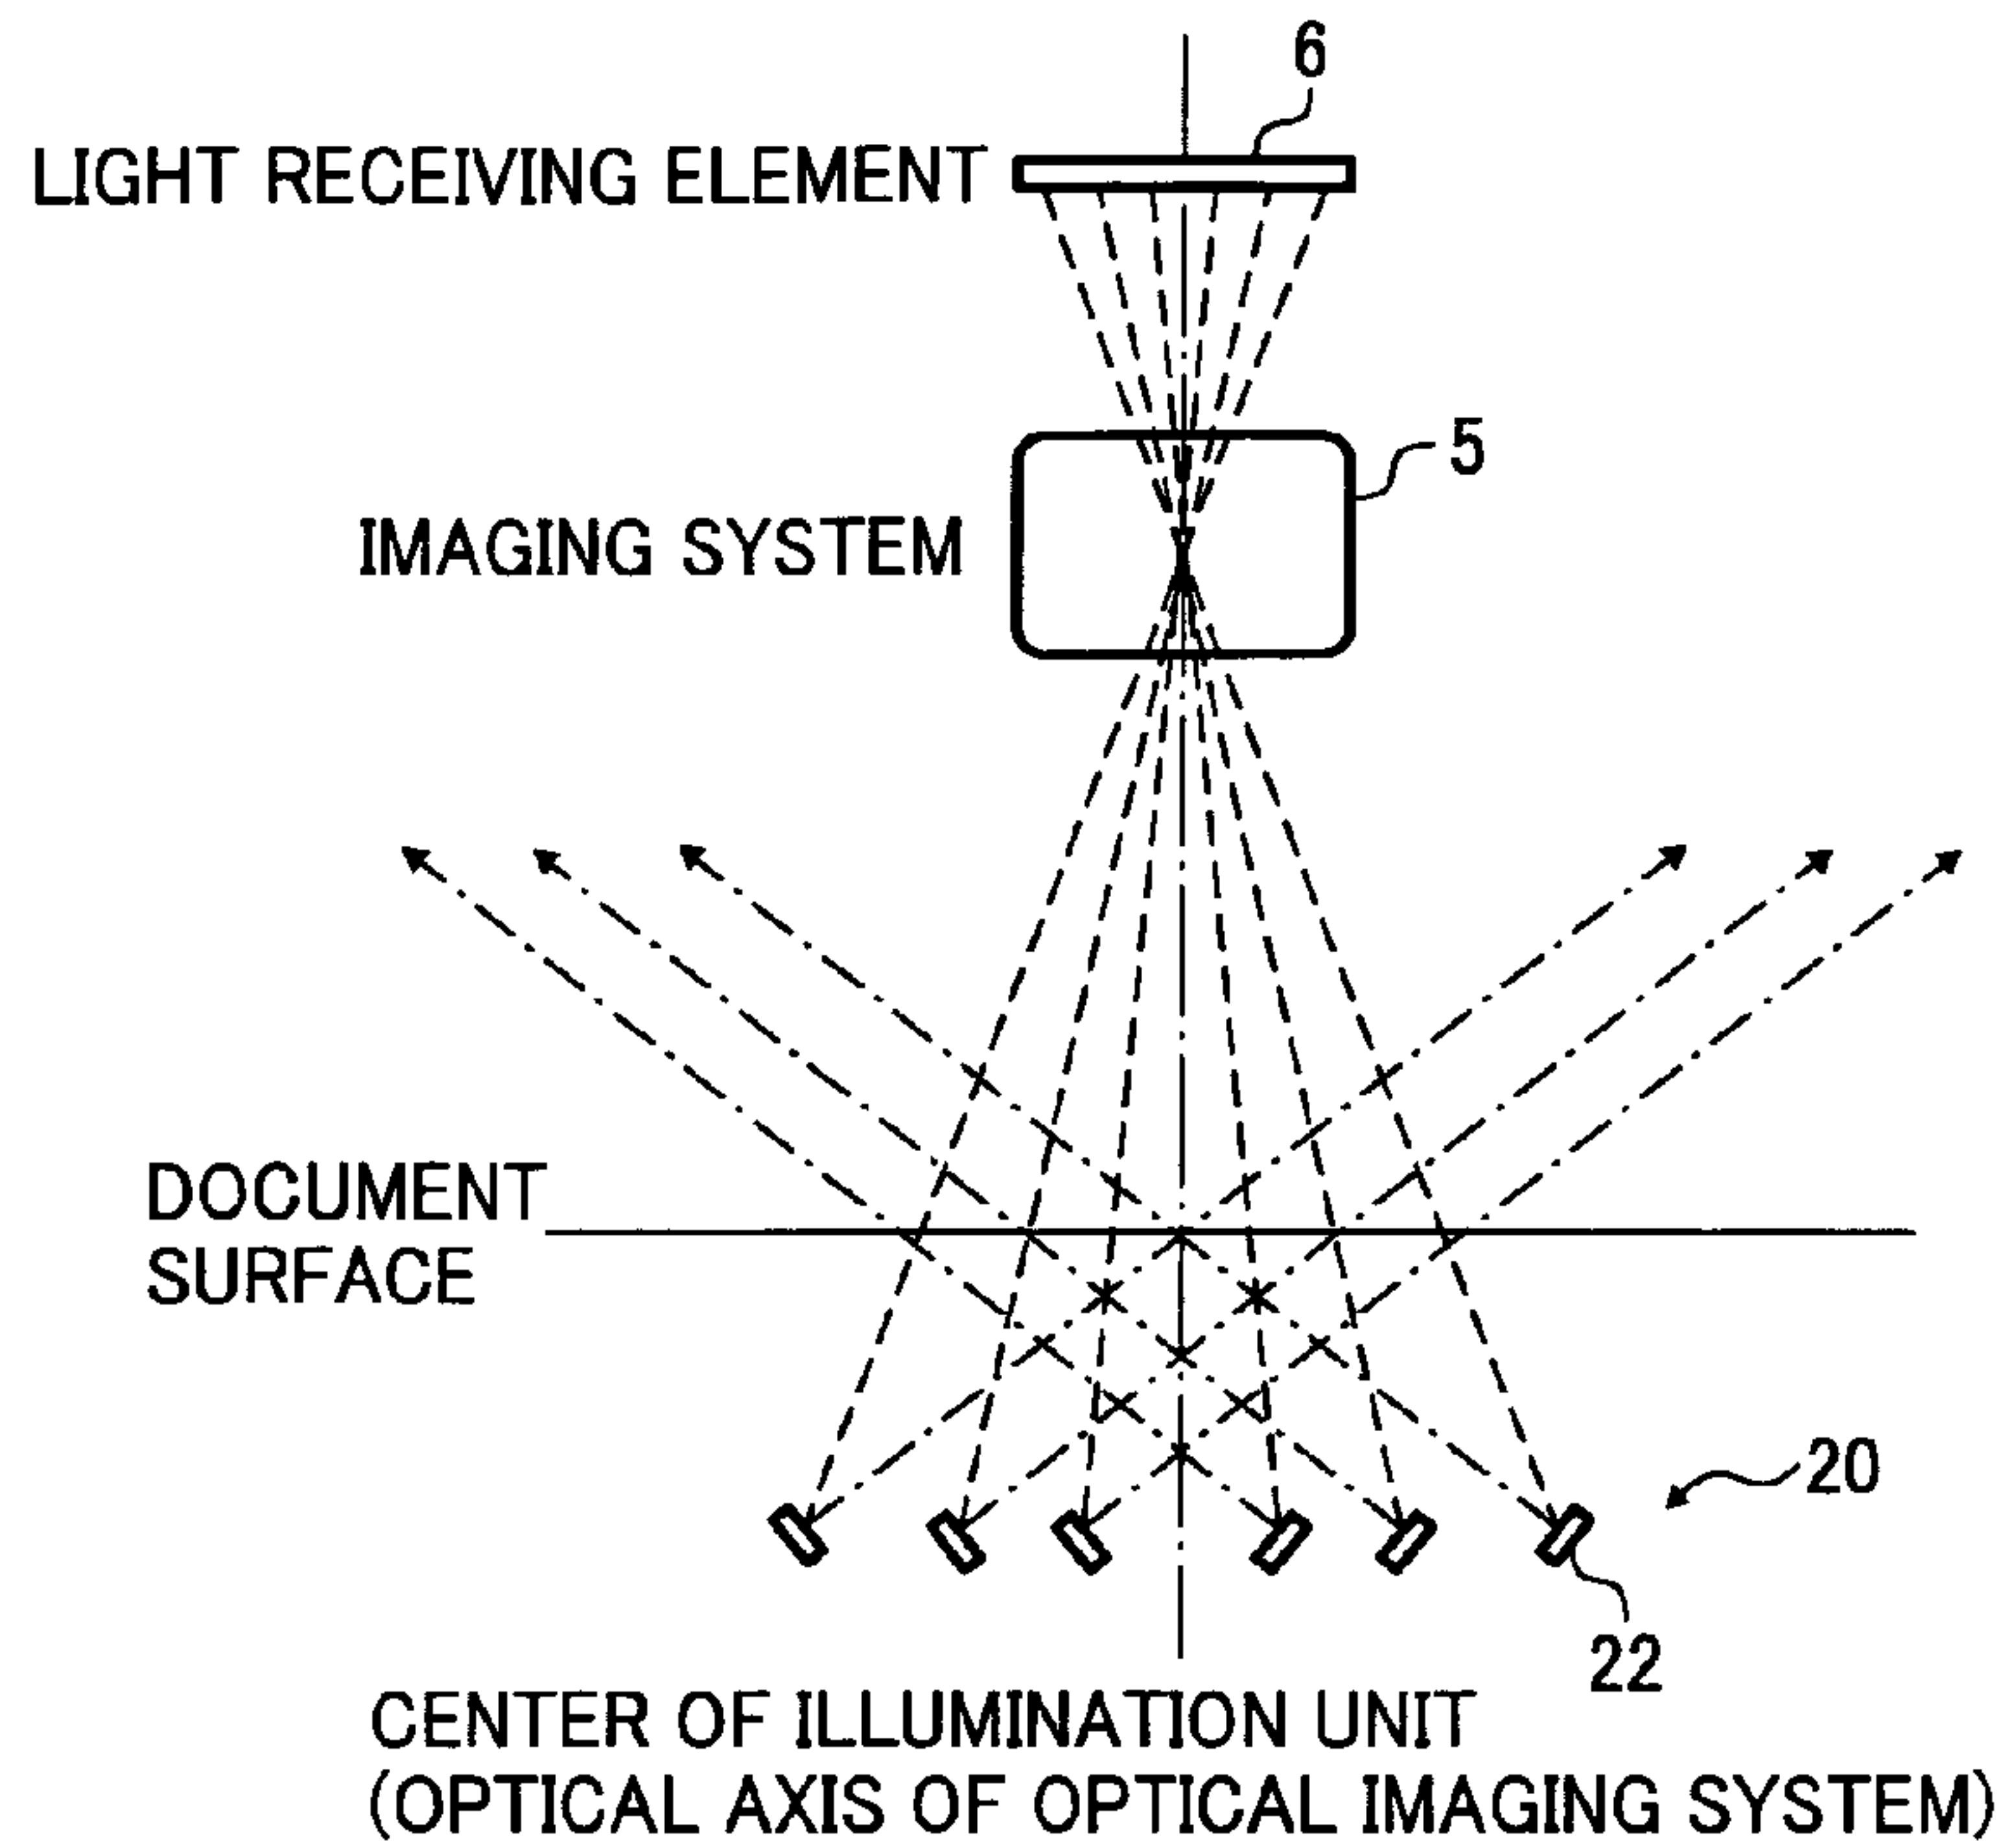 6
LIGHT RECEIVING ELEMENT
5
IMAGING SYSTEM
DOCUMENT
SURFACE
20
22
CENTER OF ILLUMINATION UNIT
(OPTICAL AXIS OF OPTICAL IMAGING SYSTEM)